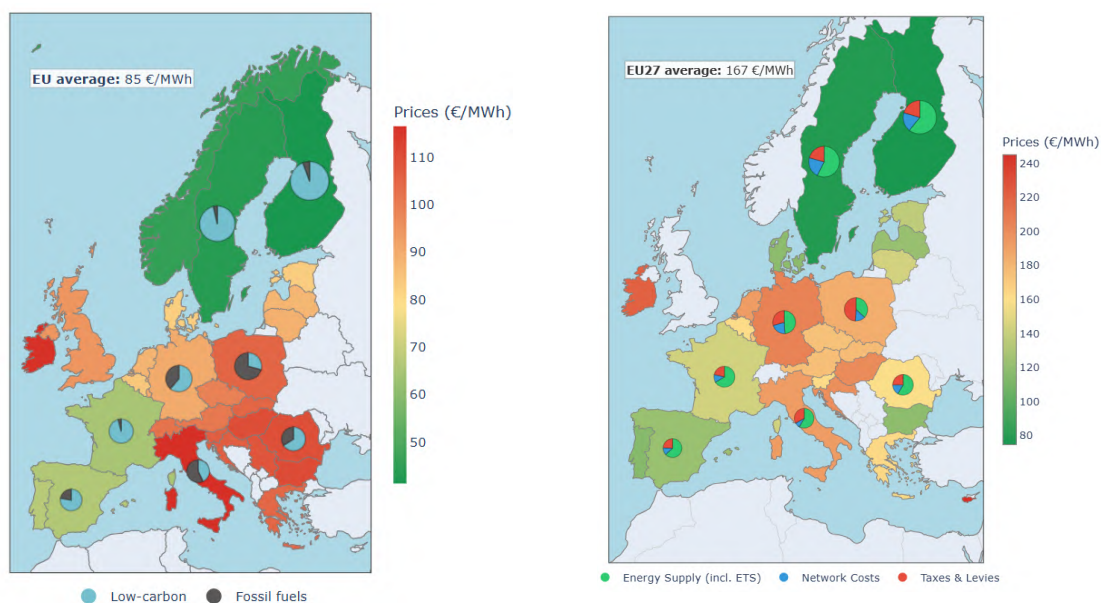 EU average: 85 €/MWh
Prices (€/MWh)
110
100
90
80
70
60
50
Low-carbon
Fossil fuels
EU27 average: 167 €/MWh
Prices (€/MWh)
240
220
200
180
160
140
120
100
80
Energy Supply (incl. ETS)
Network Costs
Taxes & Levies